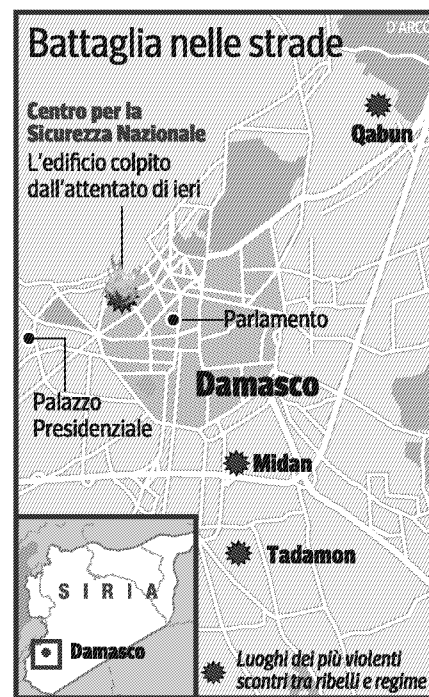 D'ARCO
Battaglia nelle strade
Centro per la
Sicurezza Nazionale
L'edificio colpito
dall'attentato di ieri
Qabun
Parlamento
Damasco
Palazzo
Presidenziale
Midan
Tadamon
SIRIA
Damasco
Luoghi dei più violenti
scontri tra ribelli e regime